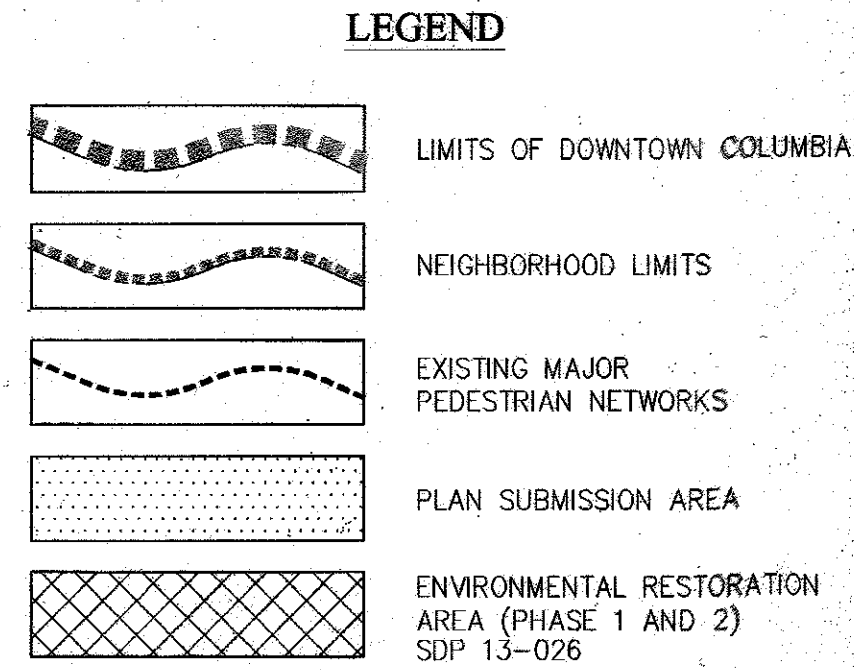 LEGEND
LIMITS OF DOWNTOWN COLUMBIA
NEIGHBORHOOD LIMITS
EXISTING MAJOR
PEDESTRIAN NETWORKS
PLAN SUBMISSION AREA
ENVIRONMENTAL RESTORATION
AREA (PHASE 1 AND 2)
SDP 13-026